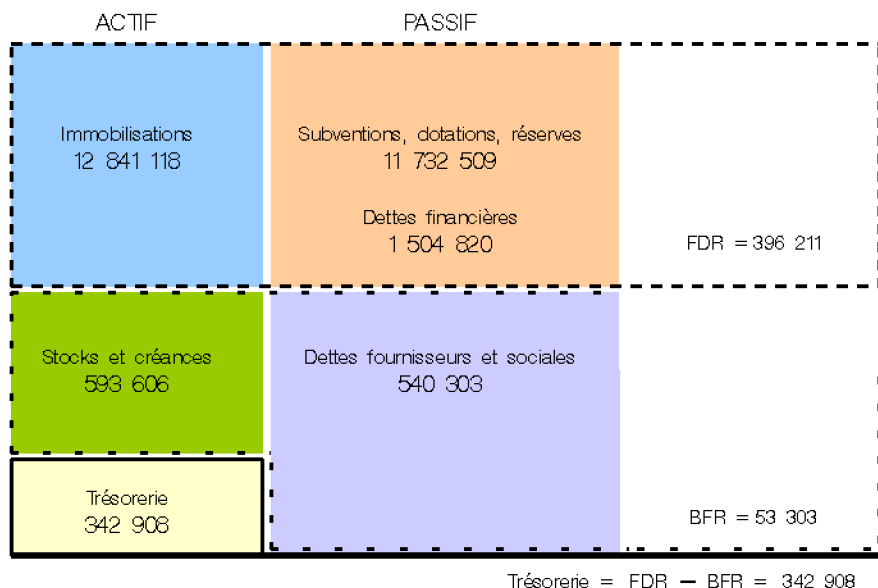 ACTIF
PASSIF
Immobilisations
12 841 118
Subventions, dotations, réserves
11 732 509
Dettes financières
1 504 820
FDR = 396 211
Stocks et créances
593 606
Dettes fournisseurs et sociales
540 303
Trésorerie
342 908
BFR = 53 303
Trésorerie = FDR – BFR = 342 908